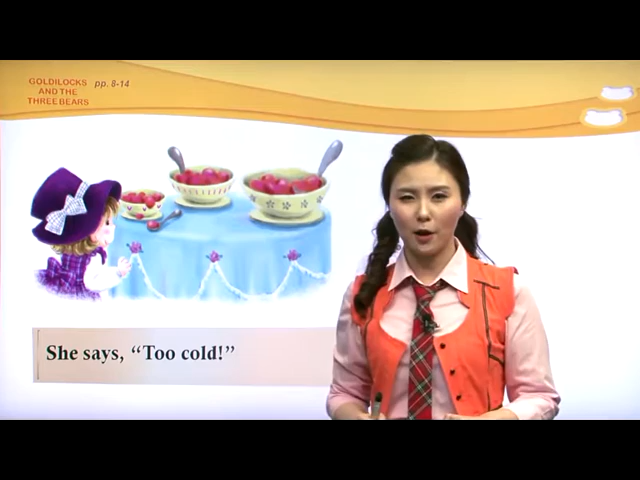 GOLDILOCKS
AND THE
THREE BEARS
pp. 8-14
She says, “Too cold!”